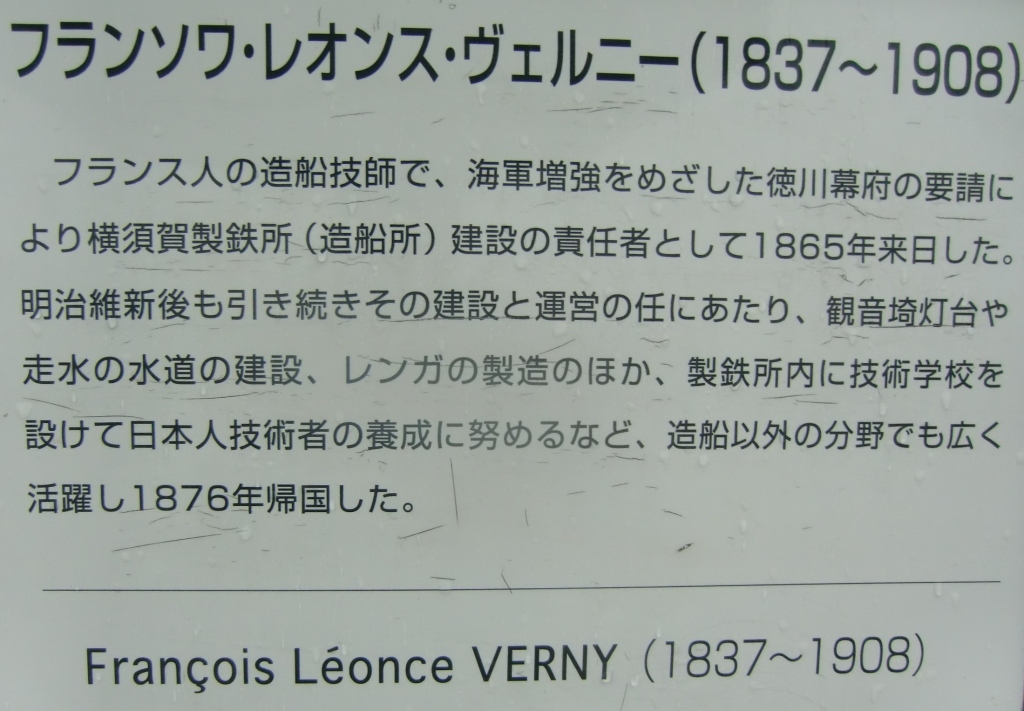 フランソワ・レオンス・ヴェルニー(1837〜1908)
フランス人の造船技師で、海軍増強をめざした徳川幕府の要請に
より横須賀製鉄所（造船所）建設の責任者として1865年来日した。
明治維新後も引き続きその建設と運営の任にあたり、観音埼灯台や
走水の水道の建設、レンガの製造のほか、製鉄所内に技術学校を
設けて日本人技術者の養成に努めるなど、造船以外の分野でも広く
活躍し1876年帰国した。
François Léonce VERNY（1837〜1908）